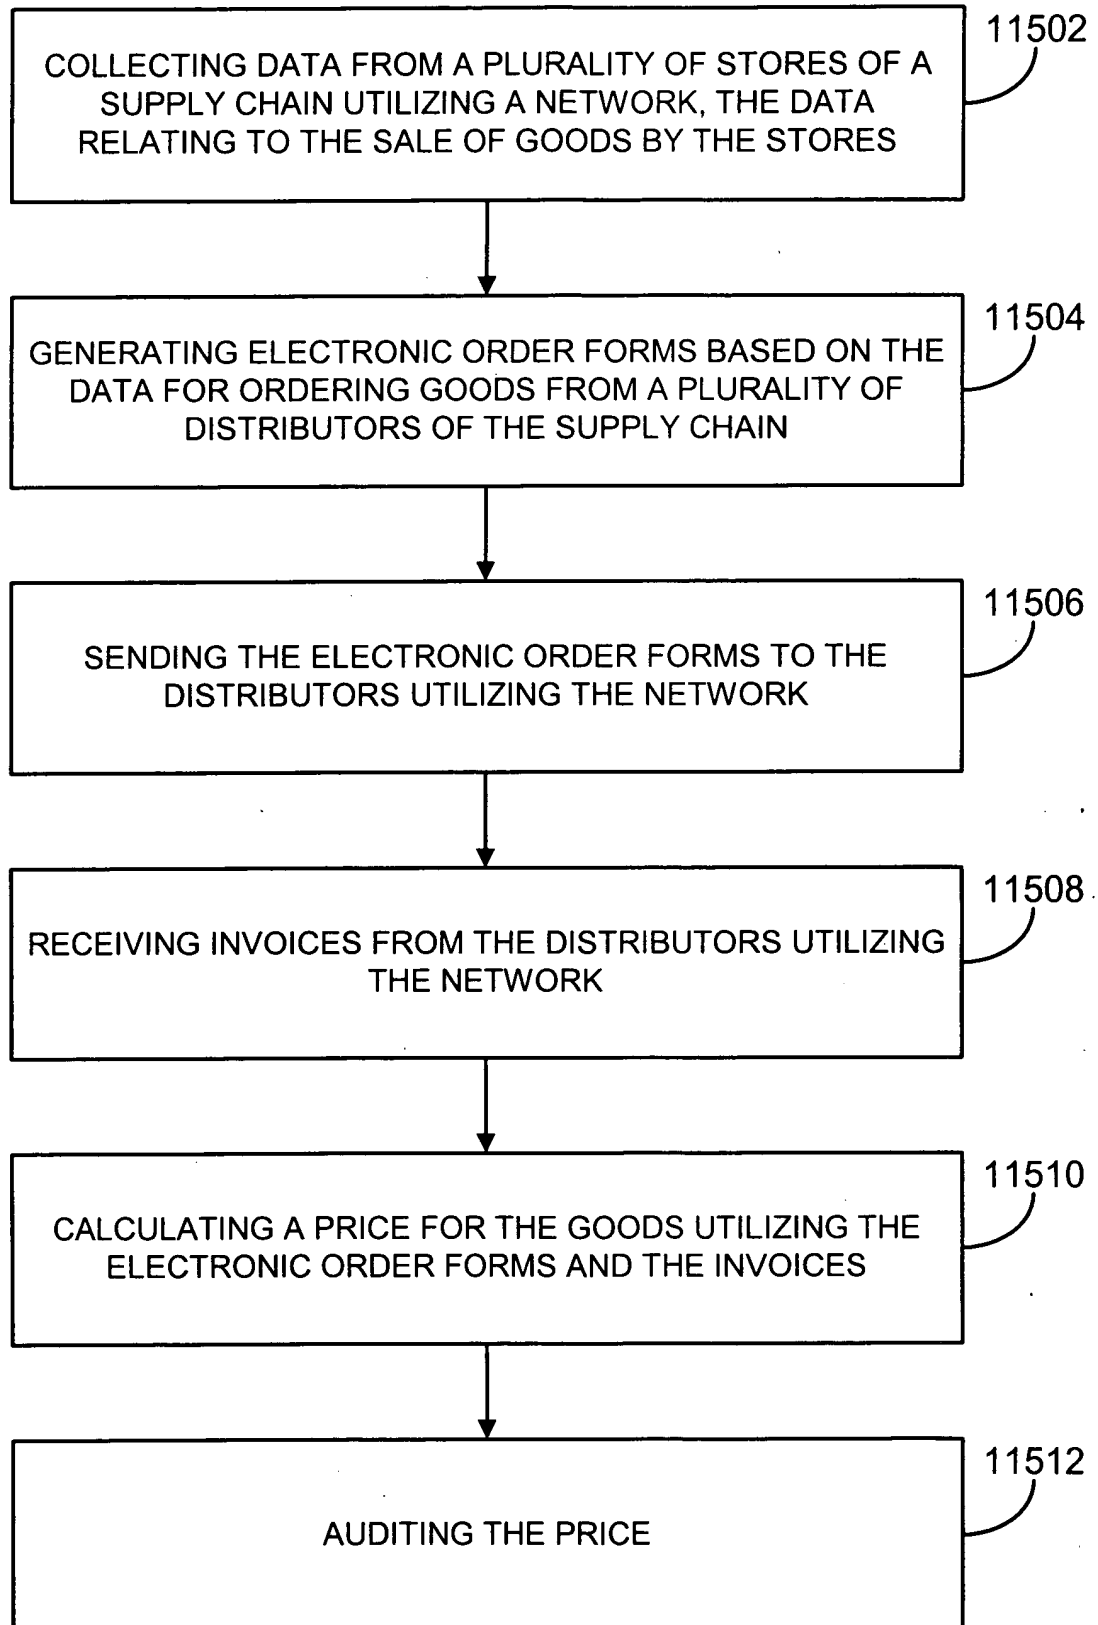 11502
COLLECTING DATA FROM A PLURALITY OF STORES OF A
SUPPLY CHAIN UTILIZING A NETWORK, THE DATA
RELATING TO THE SALE OF GOODS BY THE STORES
11504
GENERATING ELECTRONIC ORDER FORMS BASED ON THE
DATA FOR ORDERING GOODS FROM A PLURALITY OF
DISTRIBUTORS OF THE SUPPLY CHAIN
11506
SENDING THE ELECTRONIC ORDER FORMS TO THE
DISTRIBUTORS UTILIZING THE NETWORK
11508
RECEIVING INVOICES FROM THE DISTRIBUTORS UTILIZING
THE NETWORK
11510
CALCULATING A PRICE FOR THE GOODS UTILIZING THE
ELECTRONIC ORDER FORMS AND THE INVOICES
11512
AUDITING THE PRICE